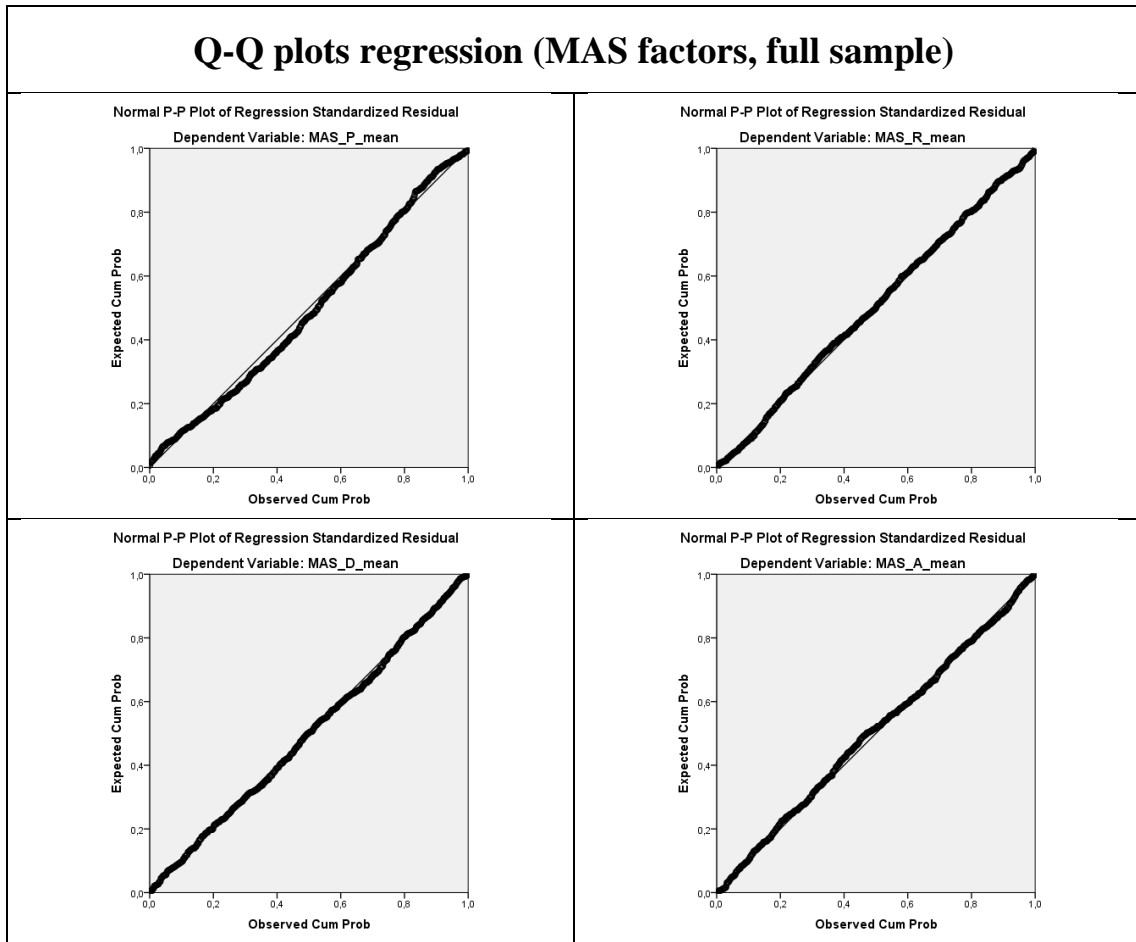 Q-Q plots regression (MAS factors, full sample)
Normal P-P Plot of Regression Standardized Residual
Dependent Variable: MAS_P_mean
1,0
0,8
0,6
0,4
0,2
0,0
Expected Cum Prob
0,0 0,2 0,4 0,6 0,8 1,0
Observed Cum Prob
Normal P-P Plot of Regression Standardized Residual
Dependent Variable: MAS_R_mean
1,0
0,8
0,6
0,4
0,2
0,0
Expected Cum Prob
0,0 0,2 0,4 0,6 0,8 1,0
Observed Cum Prob
Normal P-P Plot of Regression Standardized Residual
Dependent Variable: MAS_D_mean
1,0
0,8
0,6
0,4
0,2
0,0
Expected Cum Prob
0,0 0,2 0,4 0,6 0,8 1,0
Observed Cum Prob
Normal P-P Plot of Regression Standardized Residual
Dependent Variable: MAS_A_mean
1,0
0,8
0,6
0,4
0,2
0,0
Expected Cum Prob
0,0 0,2 0,4 0,6 0,8 1,0
Observed Cum Prob